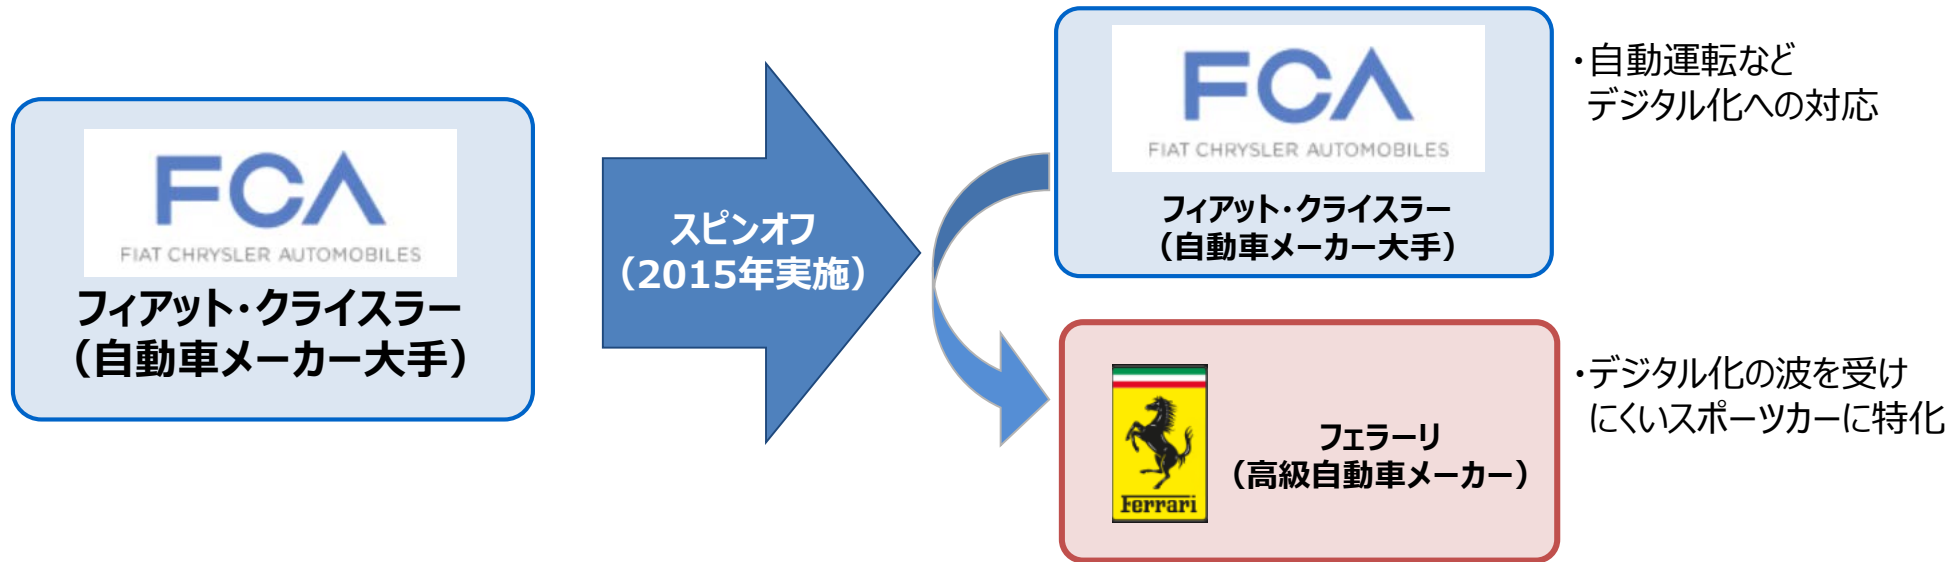 FCA
FIAT CHRYSLER AUTOMOBILES
フィアット・クライスラー
（自動車メーカー大手）
スピンオフ
（2015年実施）
FCA
FIAT CHRYSLER AUTOMOBILES
フィアット・クライスラー
（自動車メーカー大手）
・自動運転など
デジタル化への対応
Ferrari
フェラーリ
（高級自動車メーカー）
・デジタル化の波を受け
にくいスポーツカーに特化